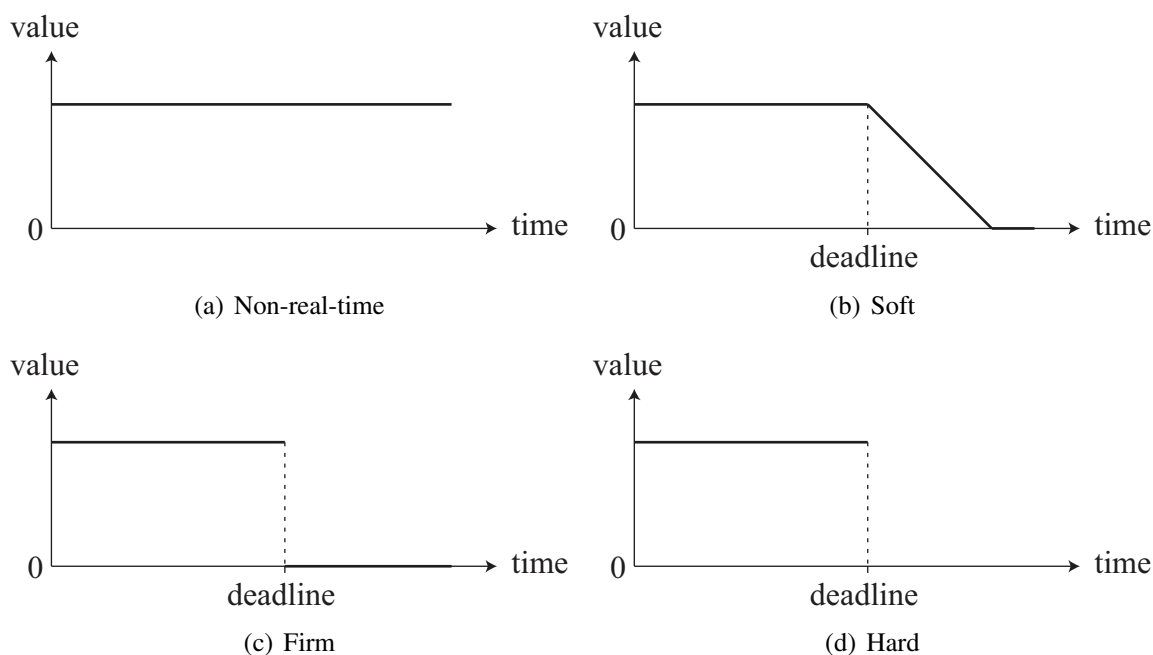 value
0
time
(a) Non-real-time
value
0
time
deadline
(b) Soft
value
0
time
deadline
(c) Firm
value
0
time
deadline
(d) Hard